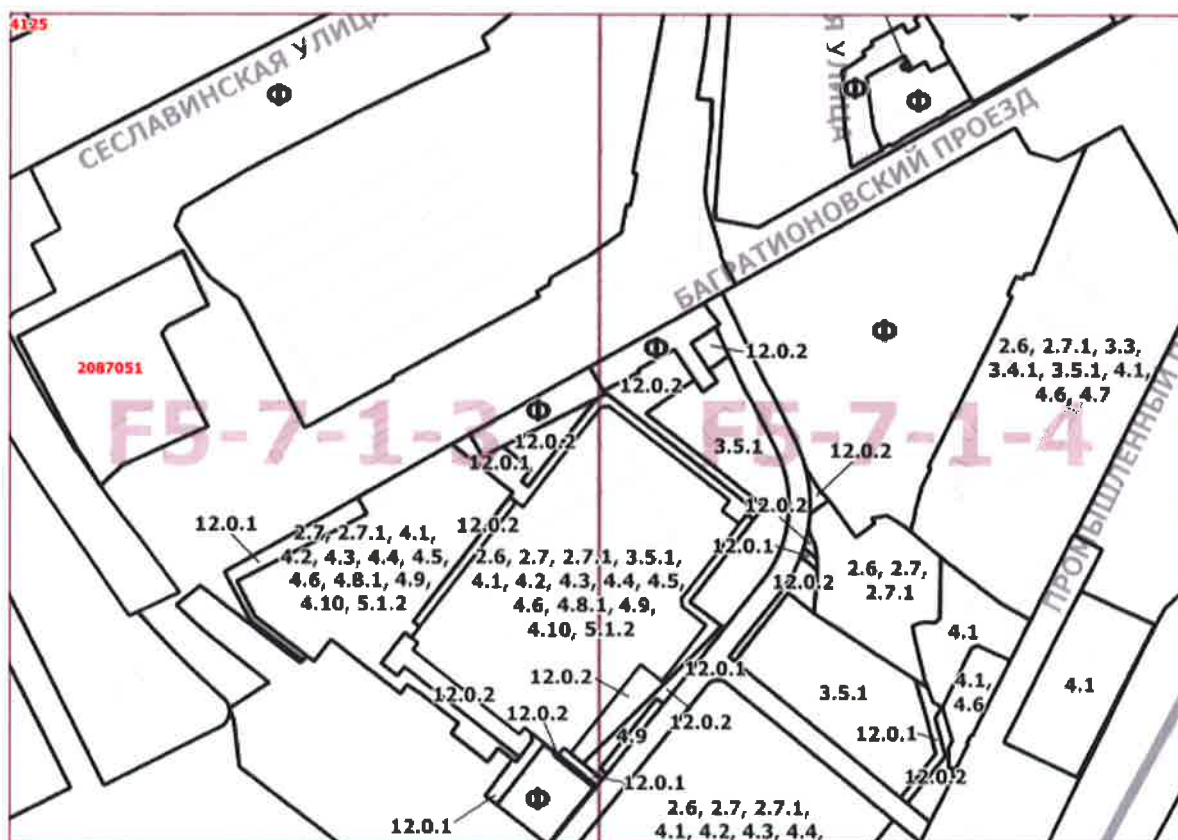 4125
СЕСЛАВИНСКАЯ УЛИЦА
Ф
Я УЛИЦА
Ф
Ф
БАГРАТИОНОВСКИЙ ПРОЕЗД
Ф
2087051
F5-7-1-3
F5-7-1-4
Ф
12.0.2
12.0.2
2.6, 2.7.1, 3.3,
3.4.1, 3.5.1, 4.1,
4.6, 4.7
Ф
12.0.2
12.0.1
3.5.1
12.0.2
ПРОМЫШЛЕННЫЙ
12.0.1
2.7, 2.7.1, 4.1,
4.2, 4.3, 4.4, 4.5,
4.6, 4.8.1, 4.9,
4.10, 5.1.2
12.0.2
2.6, 2.7, 2.7.1, 3.5.1,
4.1, 4.2, 4.3, 4.4, 4.5,
4.6, 4.8.1, 4.9,
4.10, 5.1.2
12.0.2
12.0.1
12.0.2
2.6, 2.7,
2.7.1
4.1
12.0.1
12.0.2
12.0.2
12.0.2
12.0.2
4.9
3.5.1
4.1,
4.6
4.1
12.0.1
12.0.2
12.0.1
12.0.1
Ф
2.6, 2.7, 2.7.1,
4.1, 4.2, 4.3, 4.4,